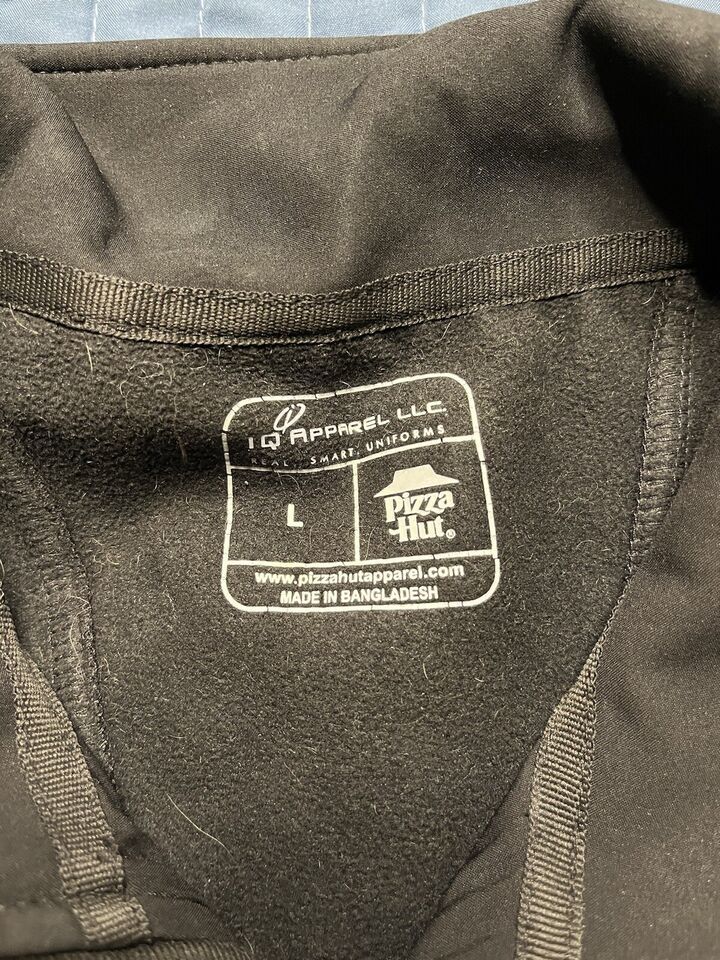 IQ APPAREL LLC.
REAL. SMART. UNIFORMS
L
Pizza
Hut®
www.pizzahutapparel.com
MADE IN BANGLADESH